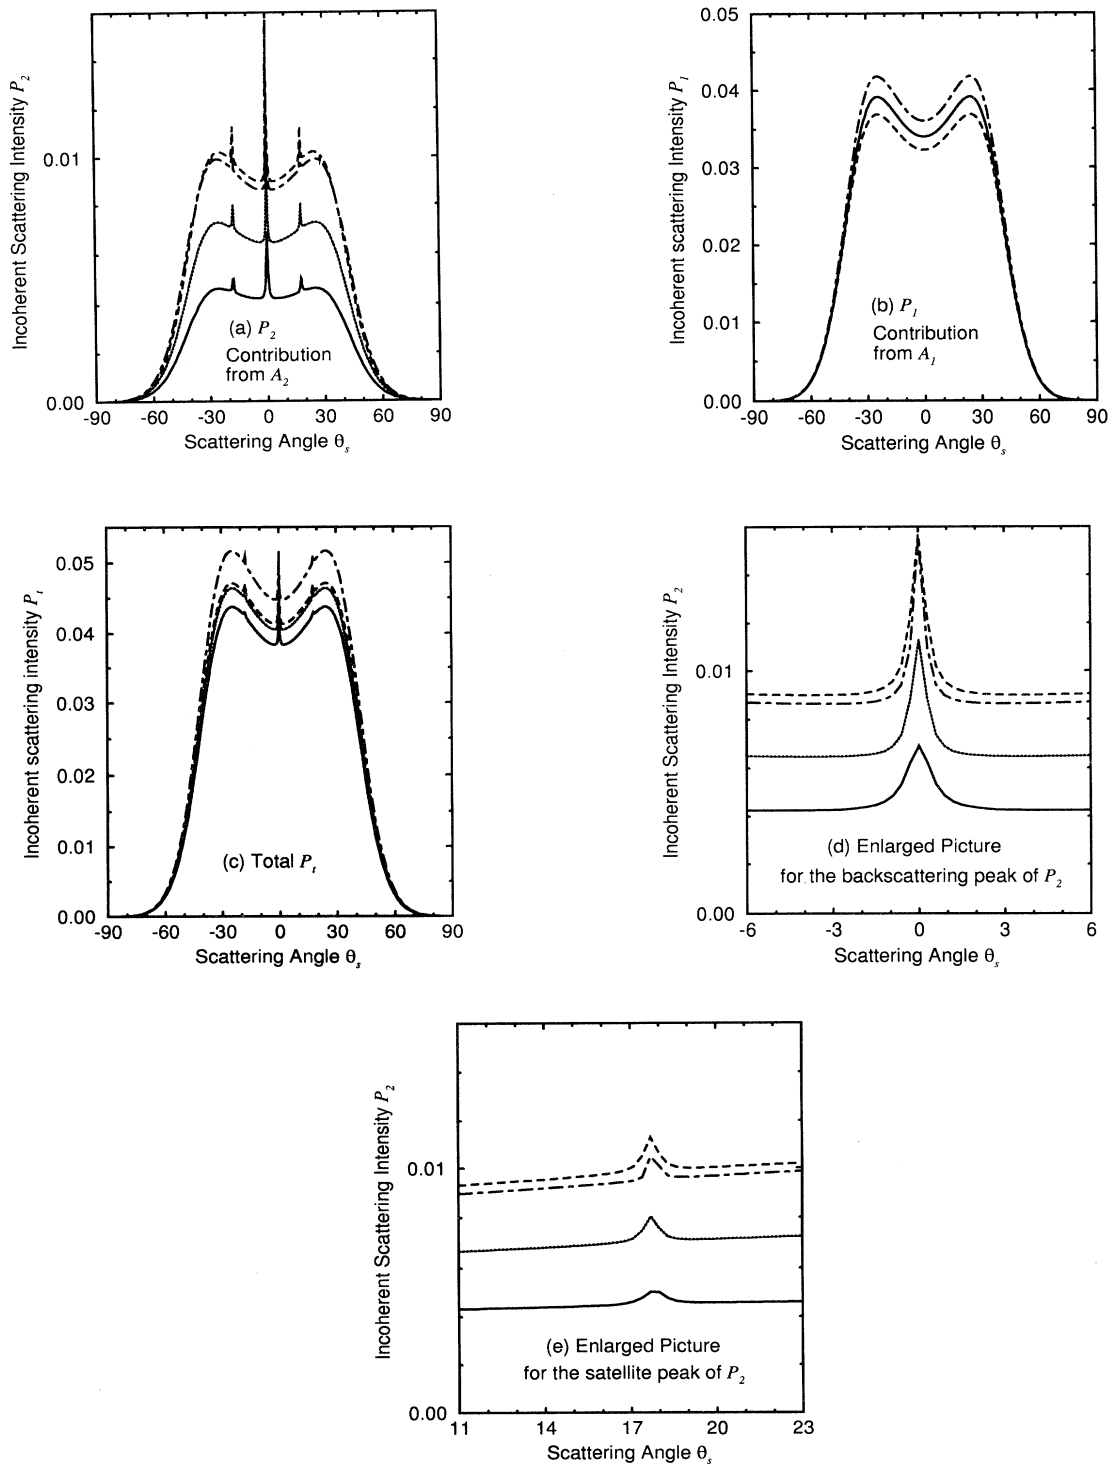 Incoherent Scattering Intensity P2
0.01
0.00
(a) P2
Contribution
from A2
-90 -60 -30 0 30 60 90
Scattering Angle θs
Incoherent scattering Intensity P1
0.05
0.04
0.03
0.02
0.01
0.00
(b) P1
Contribution
from A1
-90 -60 -30 0 30 60 90
Scattering Angle θs
Incoherent scattering intensity Pt
0.05
0.04
0.03
0.02
0.01
0.00
(c) Total Pt
-90 -60 -30 0 30 60 90
Scattering Angle θs
Incoherent Scattering Intensity P2
0.01
0.00
(d) Enlarged Picture
for the backscattering peak of P2
-6 -3 0 3 6
Scattering Angle θs
Incoherent Scattering Intensity P2
0.01
0.00
(e) Enlarged Picture
for the satellite peak of P2
11 14 17 20 23
Scattering Angle θs